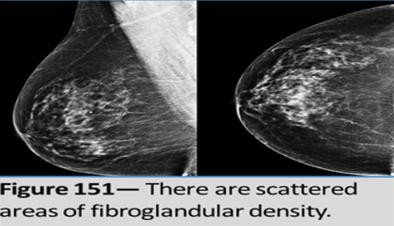 Figure 151— There are scattered
areas of fibroglandular density.